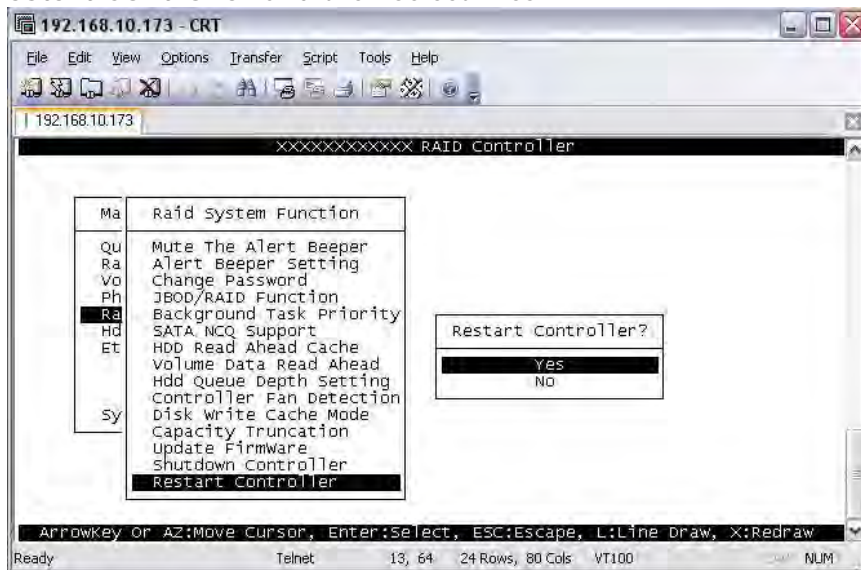 192.168.10.173 - CRT
File Edit View Options Transfer Script Tools Help
192.168.10.173
XXXXXXXXXXXX RAID Controller
Ma
Raid System Function
Qu
Mute The Alert Beeper
Ra
Alert Beeper Setting
Vo
Change Password
Ph
JBOD/RAID Function
Ra
Background Task Priority
Hd
SATA NCQ Support
Et
HDD Read Ahead Cache
Volume Data Read Ahead
Hdd Queue Depth Setting
Controller Fan Detection
Sy
Disk Write Cache Mode
Capacity Truncation
Update FirmWare
Shutdown Controller
Restart Controller
Restart Controller?
Yes
No
ArrowKey Or AZ:Move Cursor, Enter:Select, ESC:Escape, L:Line Draw, X:Redraw
Ready Telnet 13, 64 24 Rows, 80 Cols VT100 NUM